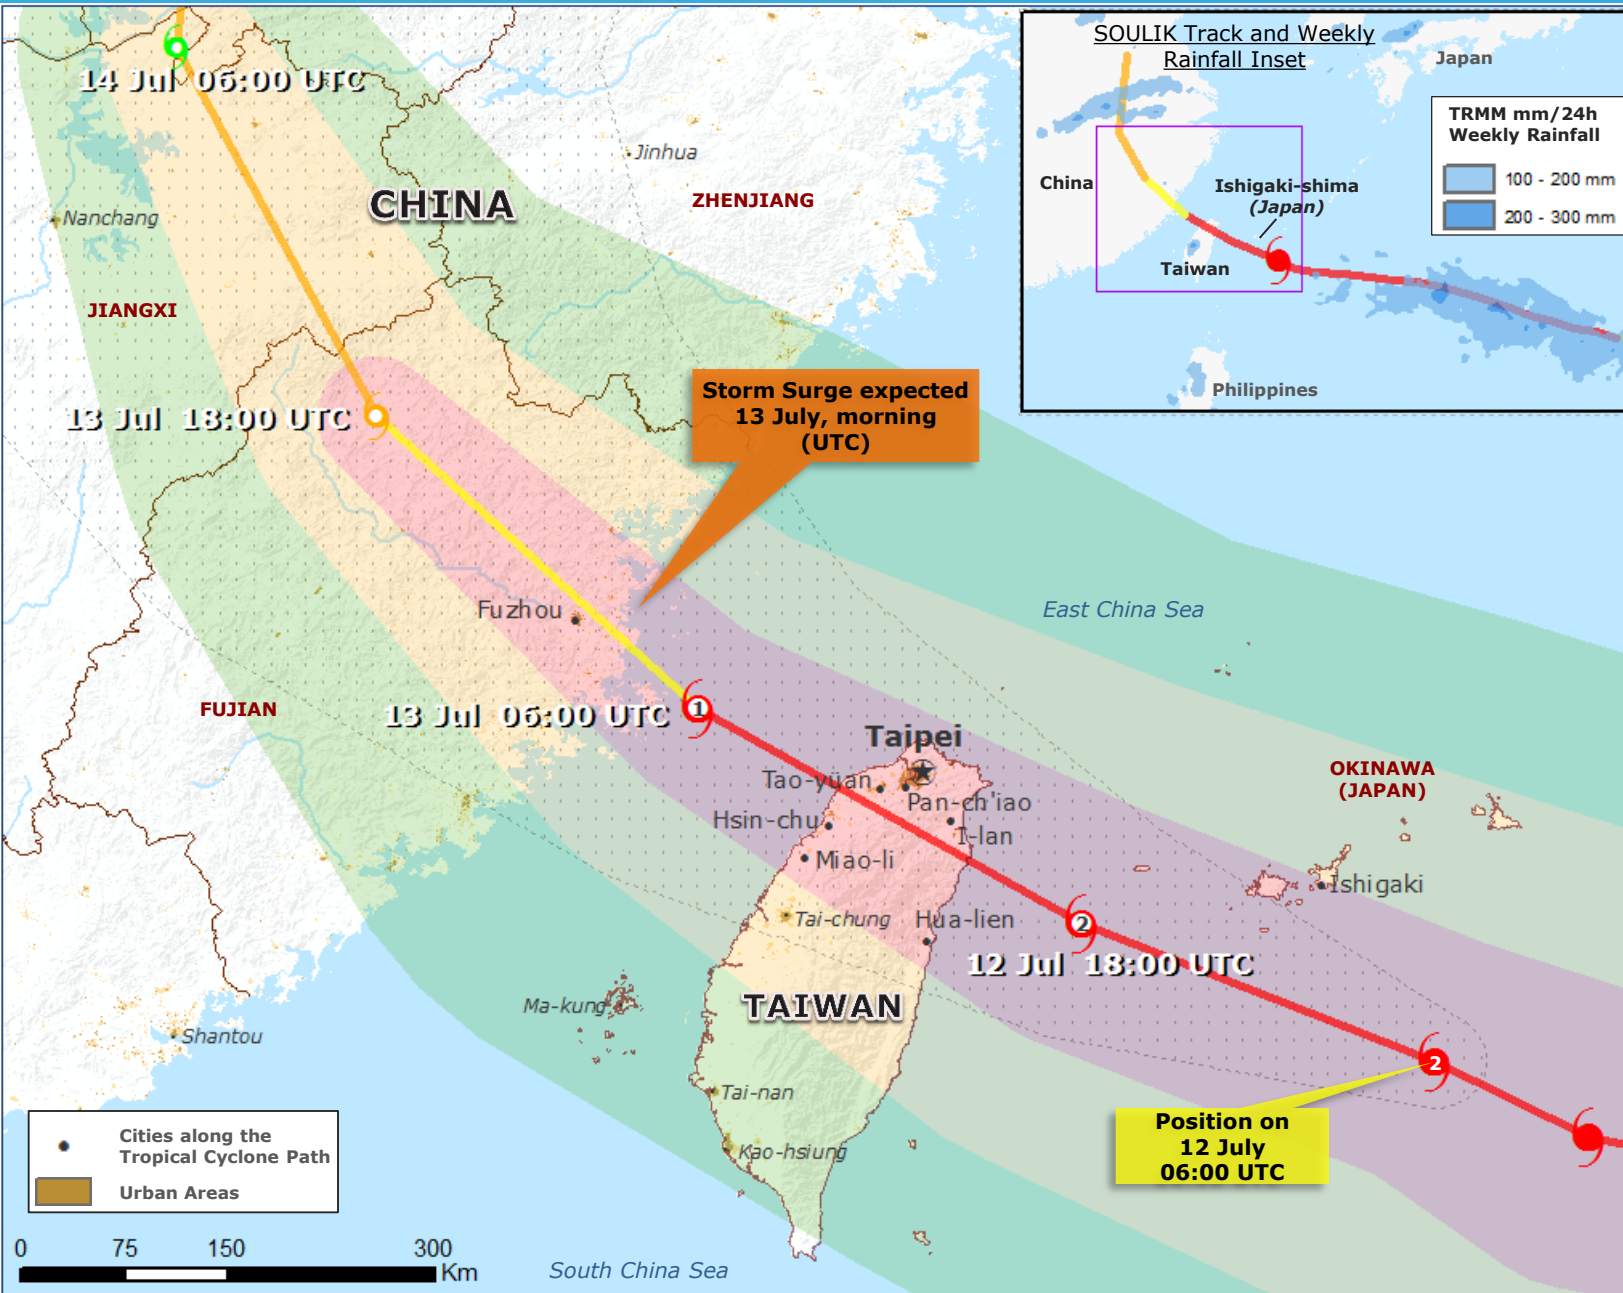 14 Jul 06:00 UTC
Jinhua
CHINA
ZHENJIANG
Nanchang
JIANGXI
13 Jul 18:00 UTC
Storm Surge expected
13 July, morning
(UTC)
SOULIK Track and Weekly
Rainfall Inset
Japan
TRMM mm/24h
Weekly Rainfall
100 - 200 mm
200 - 300 mm
China
Ishigaki-shima
(Japan)
Taiwan
Philippines
Fuzhou
East China Sea
FUJIAN
13 Jul 06:00 UTC
1
Taipei
Tao-yüan
Pan-ch'iao
Hsin-chu
I-lan
Miao-li
OKINAWA
(JAPAN)
Ishigaki
Tai-chung
Hua-lien
2
12 Jul 18:00 UTC
Ma-kung
TAIWAN
Shantou
2
Tai-nan
Position on
12 July
06:00 UTC
Kao-hsiung
Cities along the
Tropical Cyclone Path
Urban Areas
0 75 150 300
Km
South China Sea